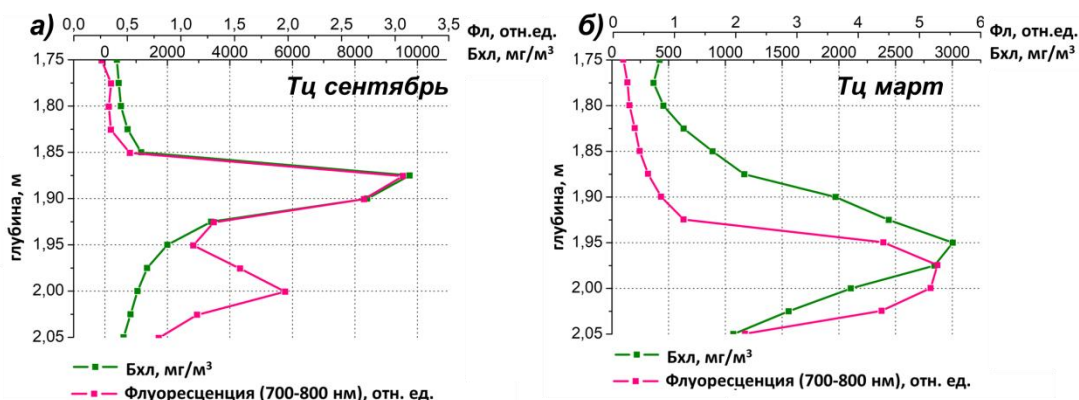 а)
0,0 0,5 1,0 1,5 2,0 2,5 3,0 3,5
Фл, отн.ед.
0 2000 4000 6000 8000 10000
Бхл, мг/м³
1,75
1,80
1,85
1,90
1,95
2,00
2,05
глубина, м
Тц сентябрь
Бхл, мг/м³
Флуоресценция (700-800 нм), отн. ед.
б)
0 1 2 3 4 5 6
Фл, отн.ед.
0 500 1000 1500 2000 2500 3000
Бхл, мг/м³
1,75
1,80
1,85
1,90
1,95
2,00
2,05
глубина, м
Тц март
Бхл, мг/м³
Флуоресценция (700-800 нм), отн. ед.